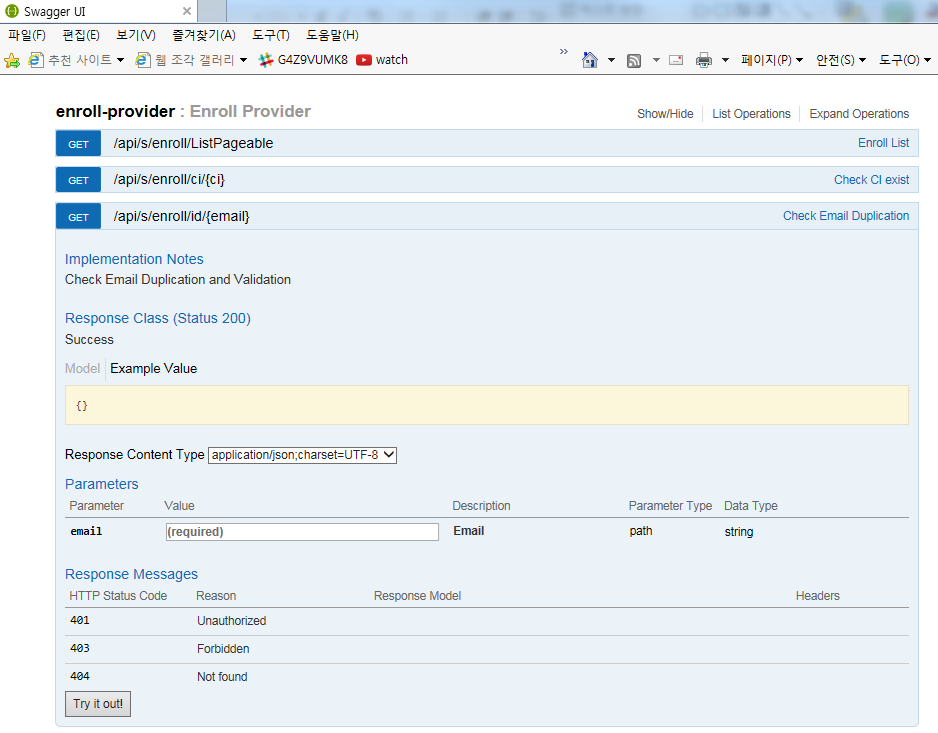 Swagger UI
파일(F) 편집(E) 보기(V) 즐겨찾기(A) 도구(T) 도움말(H)
추천 사이트 웹 조각 갤러리 G4Z9VUMK8 watch » 페이지(P) 안전(S) 도구(O)
enroll-provider : Enroll Provider Show/Hide List Operations Expand Operations
GET /api/s/enroll/ListPageable Enroll List
GET /api/s/enroll/ci/{ci} Check CI exist
GET /api/s/enroll/id/{email} Check Email Duplication
Implementation Notes
Check Email Duplication and Validation
Response Class (Status 200)
Success
Model Example Value
{}
Response Content Type application/json;charset=UTF-8
Parameters
Parameter Value Description Parameter Type Data Type
email (required) Email path string
Response Messages
HTTP Status Code Reason Response Model Headers
401 Unauthorized
403 Forbidden
404 Not found
Try it out!